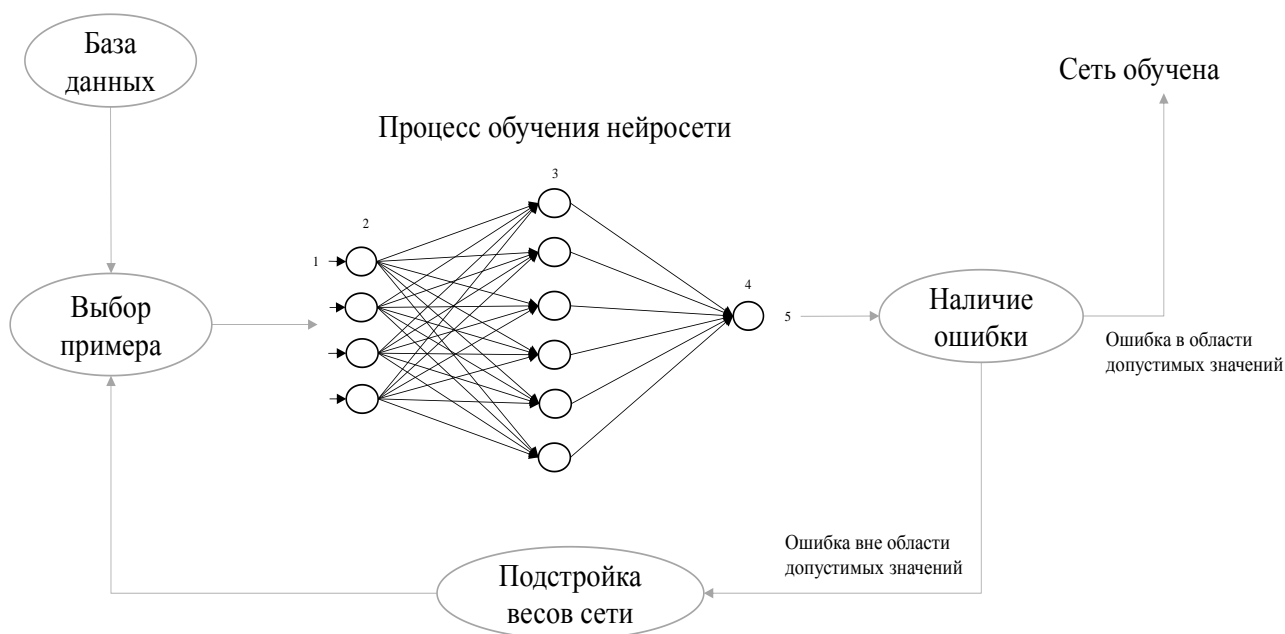 База
данных
Сеть обучена
Процесс обучения нейросети
3
2
1
4
5
Выбор
примера
Наличие
ошибки
Ошибка в области
допустимых значений
Ошибка вне области
допустимых значений
Подстройка
весов сети